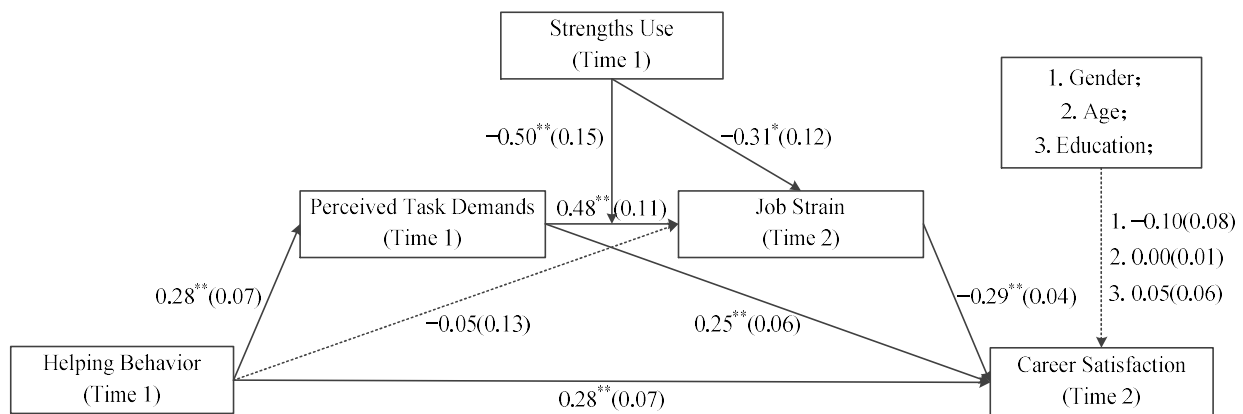 Strengths Use
(Time 1)
1. Gender;
2. Age;
3. Education;
−0.50**(0.15)
−0.31*(0.12)
Perceived Task Demands
(Time 1)
0.48**(0.11)
Job Strain
(Time 2)
1. −0.10(0.08)
2. 0.00(0.01)
3. 0.05(0.06)
0.28**(0.07)
−0.05(0.13)
0.25**(0.06)
−0.29**(0.04)
Helping Behavior
(Time 1)
0.28**(0.07)
Career Satisfaction
(Time 2)